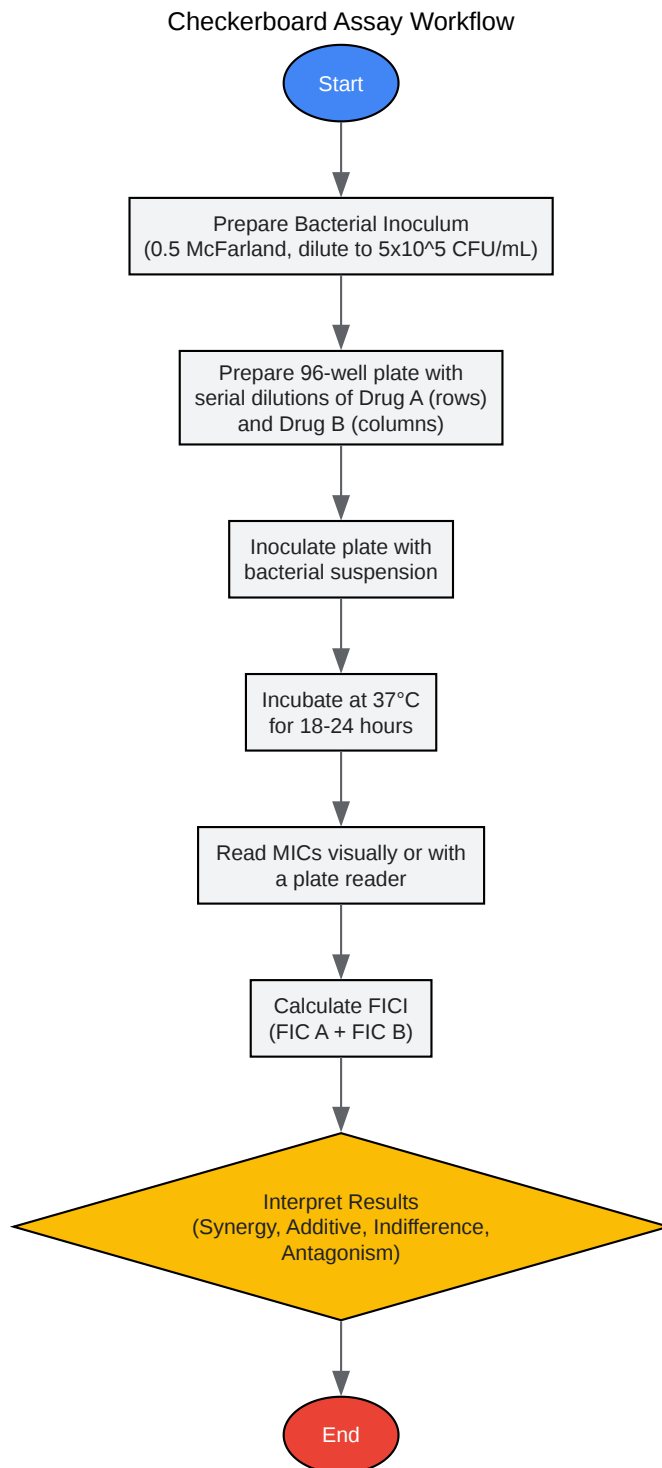 Checkerboard Assay Workflow
Start
Prepare Bacterial Inoculum
(0.5 McFarland, dilute to 5x10^5 CFU/mL)
Prepare 96-well plate with
serial dilutions of Drug A (rows)
and Drug B (columns)
Inoculate plate with
bacterial suspension
Incubate at 37°C
for 18-24 hours
Read MICs visually or with
a plate reader
Calculate FICI
(FIC A + FIC B)
Interpret Results
(Synergy, Additive, Indifference,
Antagonism)
End